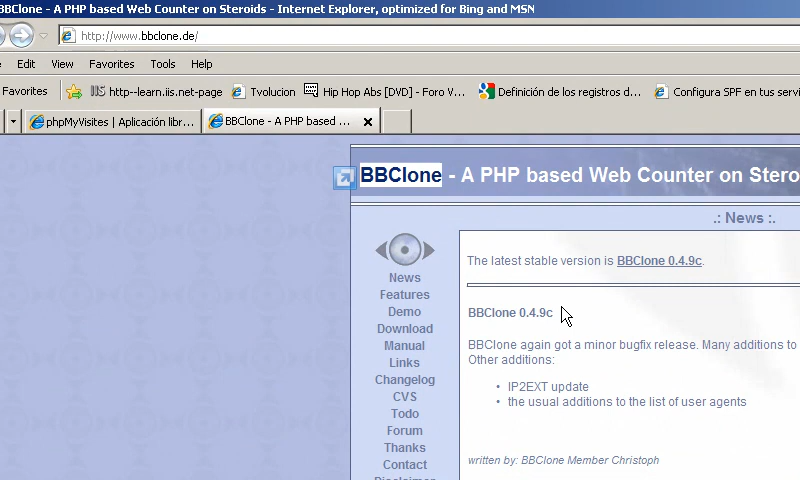 BBClone - A PHP based Web Counter on Steroids - Internet Explorer, optimized for Bing and MSN
http://www.bbclone.de/
Edit View Favorites Tools Help
Favorites IIS http--learn.iis.net-page Tvolucion Hip Hop Abs [DVD] - Foro V... Definición de los registros d... Configura SPF en tus servi
phpMyVisites | Aplicación libr... BBClone - A PHP based ...
BBClone - A PHP based Web Counter on Stero
.: News :.
News
Features
Demo
Download
Manual
Links
Changelog
CVS
Todo
Forum
Thanks
Contact
Disclaimer
The latest stable version is BBClone 0.4.9c.
BBClone 0.4.9c
BBClone again got a minor bugfix release. Many additions to
Other additions:
• IP2EXT update
• the usual additions to the list of user agents
written by: BBClone Member Christoph